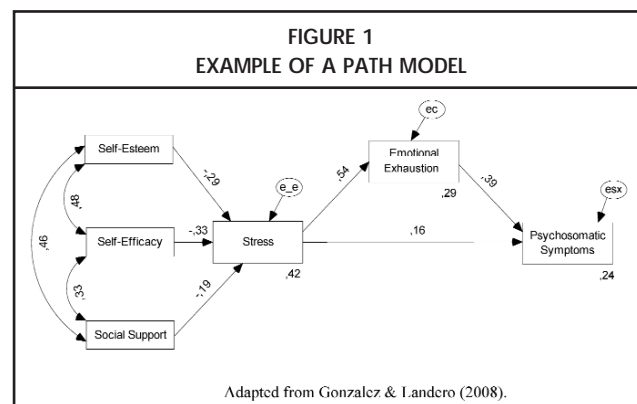 FIGURE 1
EXAMPLE OF A PATH MODEL
ec
Self-Esteem
Emotional
Exhaustion
-,29
e_e
,54
,29
,39
esx
,48
,46
Self-Efficacy
-,33
Stress
,16
Psychosomatic
Symptoms
,42
,24
,33
-,19
Social Support
Adapted from Gonzalez & Landero (2008).